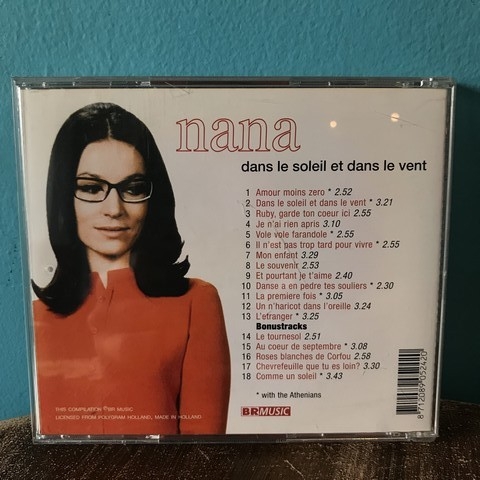 nana
dans le soleil et dans le vent
1 Amour moins zero * 2.52
2 Dans le soleil et dans le vent * 3.21
3 Ruby, garde ton coeur ici 2.55
4 Je n'ai rien apris 3.10
5 Vole vole farandole * 2.55
6 Il n'est pas trop tard pour vivre * 2.55
7 Mon enfant 3.29
8 Le souvenir 2.53
9 Et pourtant je t'aime 2.40
10 Danse a en pedre tes souliers * 2.30
11 La premiere fois * 3.05
12 Un n'haricot dans l'oreille 3.24
13 L'etranger * 3.25
Bonustracks
14 Le tournesol 2.51
15 Au coeur de septembre * 3.08
16 Roses blanches de Corfou 2.58
17 Chevrefeuille que tu es loin? 3.30
18 Comme un soleil * 3.43
* with the Athenians
THIS COMPILATION ©BR MUSIC
LICENSED FROM POLYGRAM HOLLAND, MADE IN HOLLAND
BR MUSIC
8 712089 052420